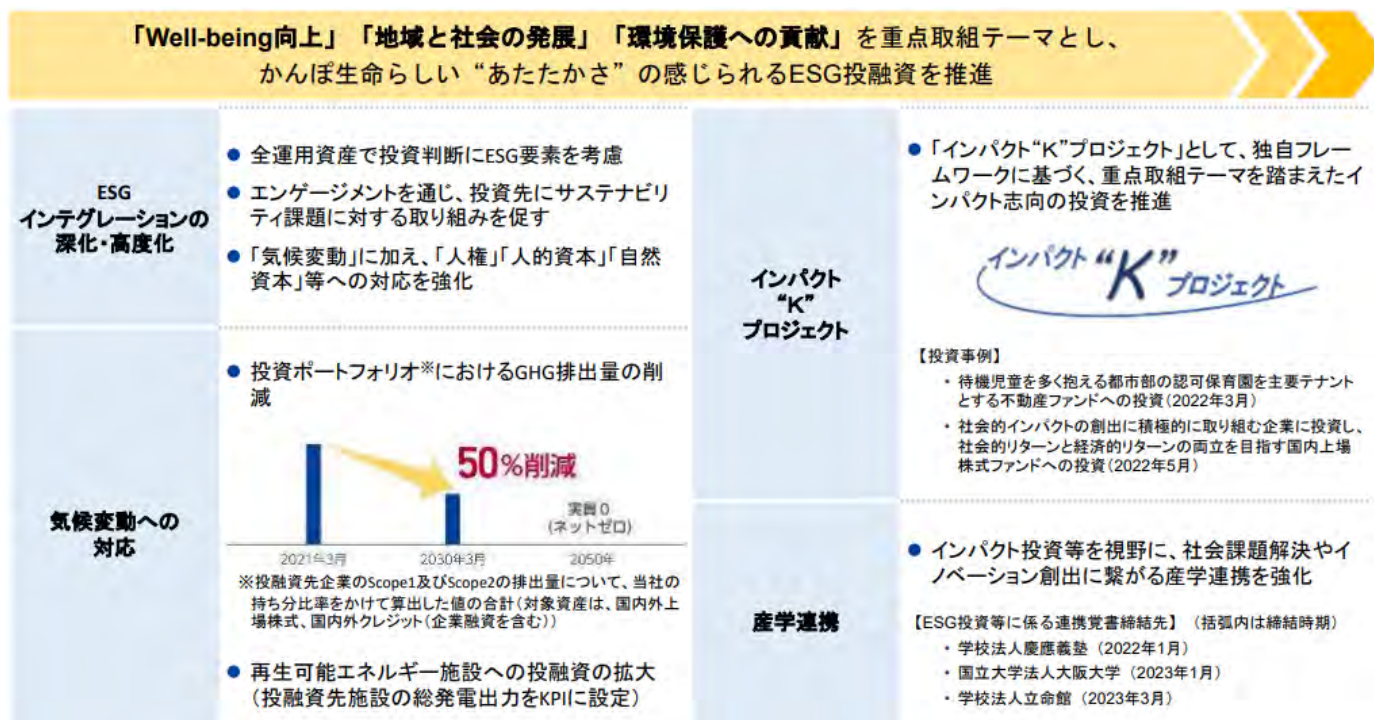 「Well-being向上」「地域と社会の発展」「環境保護への貢献」を重点取組テーマとし、
かんぽ生命らしい“あたたかさ”の感じられるESG投融資を推進
ESG
インテグレーションの
深化・高度化
● 全運用資産で投資判断にESG要素を考慮
● エンゲージメントを通じ、投資先にサステナビリ
ティ課題に対する取り組みを促す
● 「気候変動」に加え、「人権」「人的資本」「自然
資本」等への対応を強化
気候変動への
対応
● 投資ポートフォリオ※におけるGHG排出量の削
減
50%削減
実質0
(ネットゼロ)
2021年3月
2030年3月
2050年
※投融資先企業のScope1及びScope2の排出量について、当社の
持ち分比率をかけて算出した値の合計(対象資産は、国内外上
場株式、国内外クレジット(企業融資を含む))
● 再生可能エネルギー施設への投融資の拡大
(投融資先施設の総発電出力をKPIに設定)
インパクト
“K”
プロジェクト
● 「インパクト“K”プロジェクト」として、独自フレー
ムワークに基づく、重点取組テーマを踏まえたイ
ンパクト志向の投資を推進
インパクト“K”プロジェクト
【投資事例】
・ 待機児童を多く抱える都市部の認可保育園を主要テナント
とする不動産ファンドへの投資(2022年3月)
・ 社会的インパクトの創出に積極的に取り組む企業に投資し、
社会的リターンと経済的リターンの両立を目指す国内上場
株式ファンドへの投資(2022年5月)
産学連携
● インパクト投資等を視野に、社会課題解決やイ
ノベーション創出に繋がる産学連携を強化
【ESG投資等に係る連携覚書締結先】 (括弧内は締結時期)
・ 学校法人慶應義塾 (2022年1月)
・ 国立大学法人大阪大学 (2023年1月)
・ 学校法人立命館 (2023年3月)